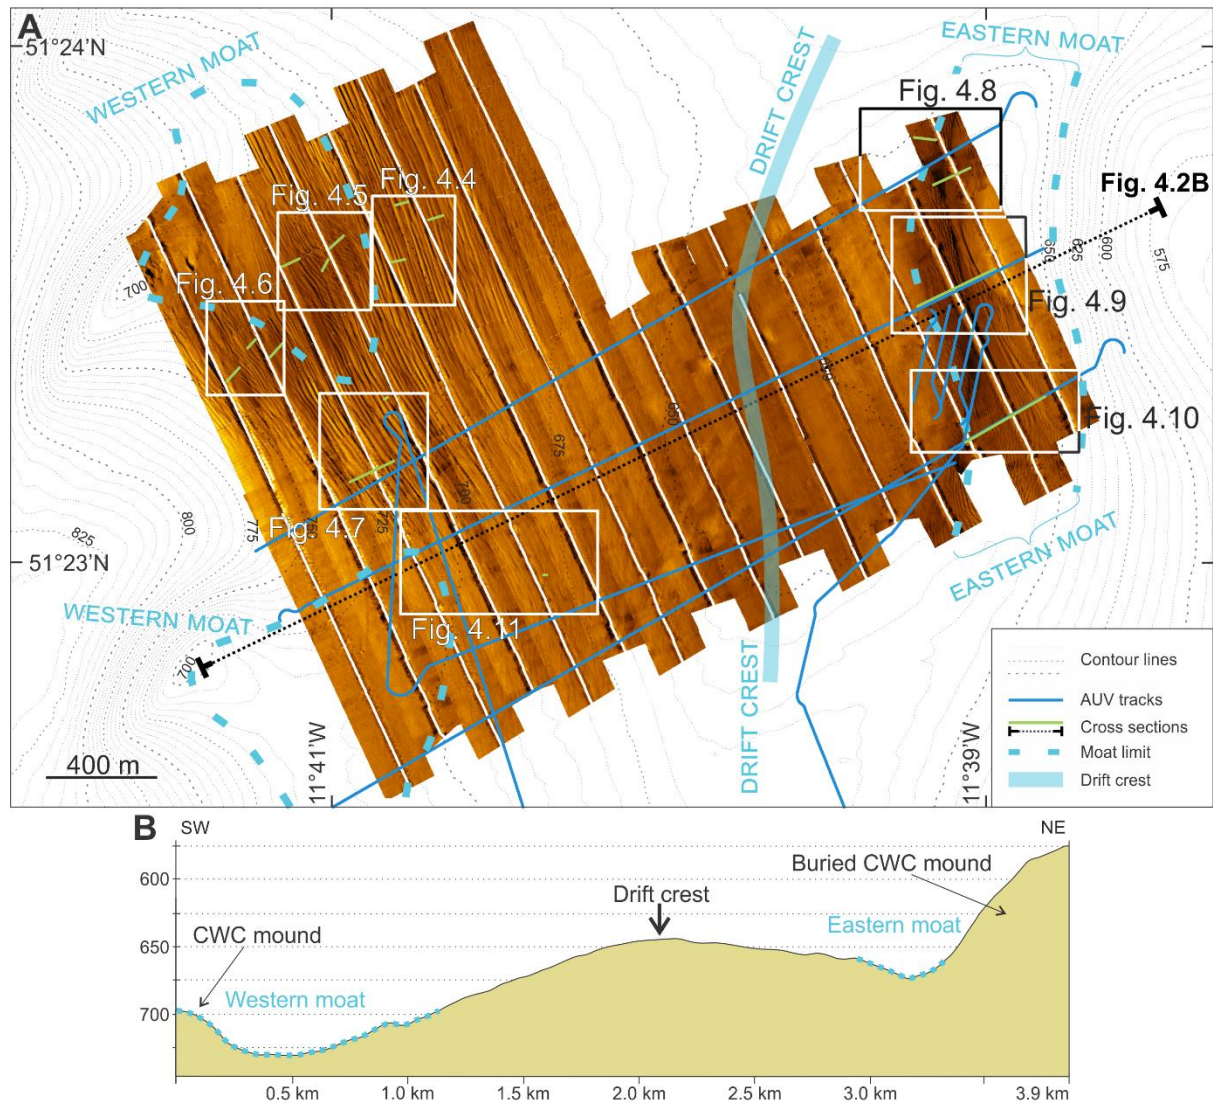 A
51°24’N
WESTERN MOAT
DRIFT CREST
EASTERN MOAT
Fig. 4.8
Fig. 4.2B
Fig. 4.5
Fig. 4.4
Fig. 4.6
700
650
625
600
575
Fig. 4.9
Fig. 4.10
650
675
700
725
750
775
800
825
Fig. 4.7
51°23’N
WESTERN MOAT
700
Fig. 4.11
EASTERN MOAT
DRIFT CREST
400 m
11°41’W
11°39’W
Contour lines
AUV tracks
Cross sections
Moat limit
Drift crest
B
SW
NE
600
650
700
CWC mound
Western moat
Drift crest
Eastern moat
Buried CWC mound
0.5 km
1.0 km
1.5 km
2.0 km
2.5 km
3.0 km
3.9 km